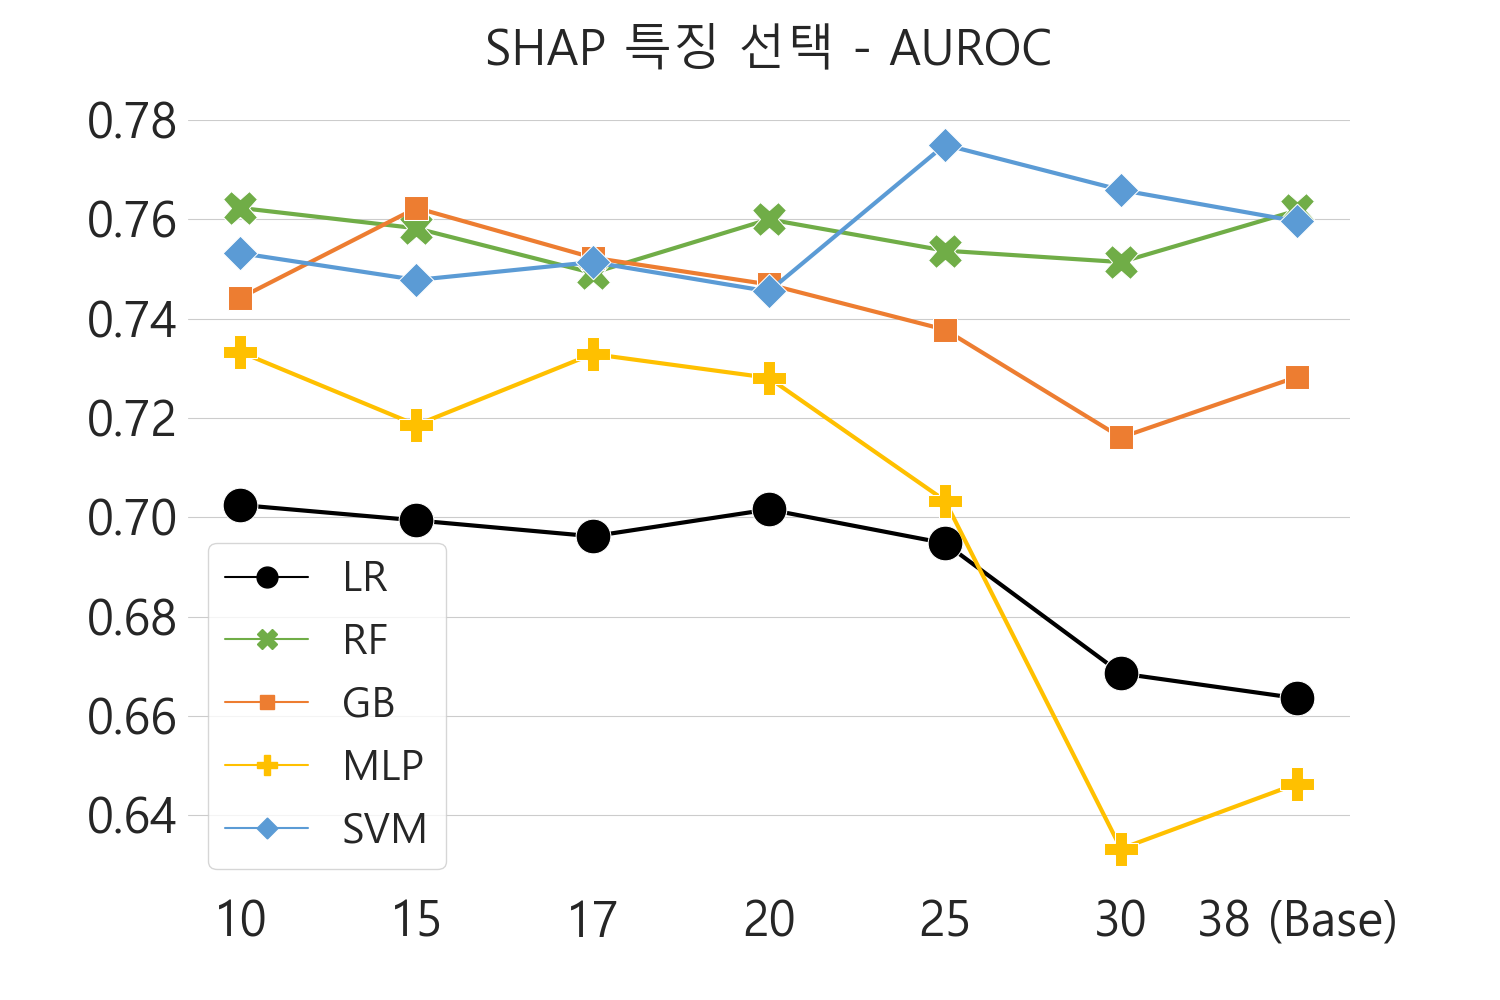 SHAP 특징 선택 - AUROC
0.78
0.76
0.74
0.72
0.70
0.68
0.66
0.64
LR
RF
GB
MLP
SVM
10 15 17 20 25 30 38 (Base)